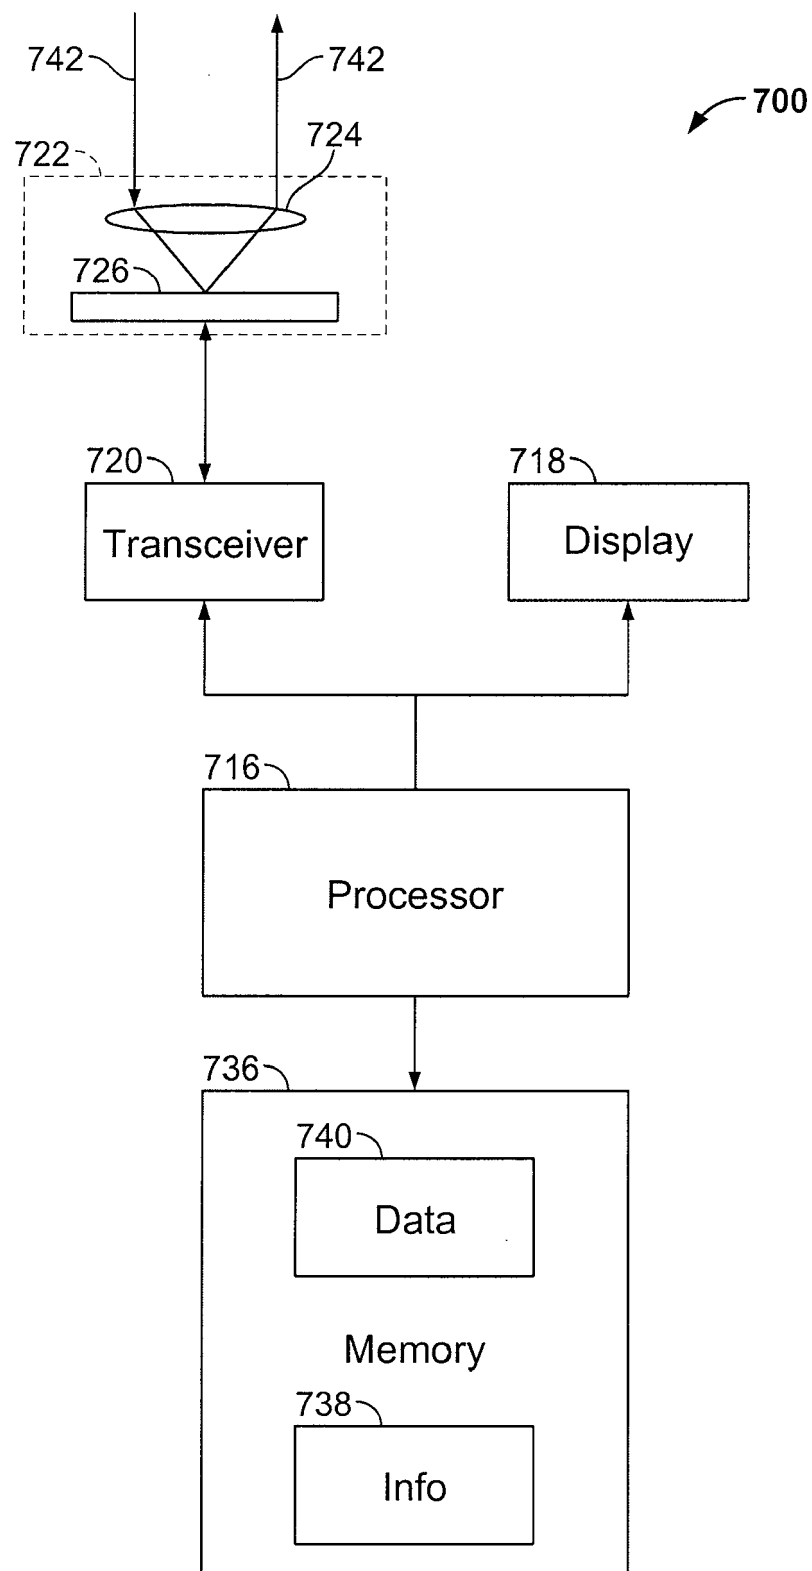 742
742
700
722
724
726
720
718
Transceiver
Display
716
Processor
736
740
Data
Memory
738
Info